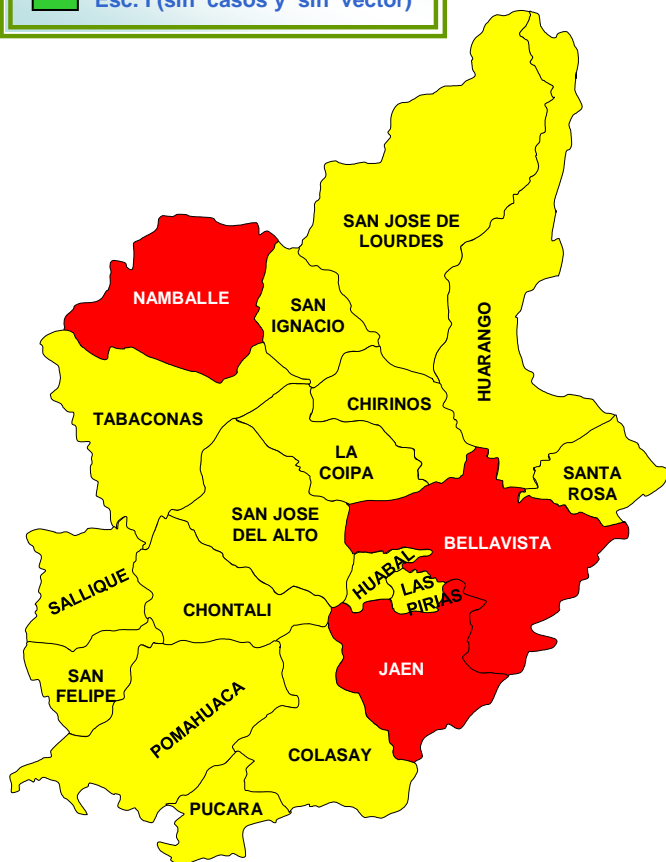 Esc. I (sin casos y sin vector)
SAN JOSE DE
LOURDES
NAMBALLE
SAN
IGNACIO
HUARANGO
CHIRINOS
TABACONAS
LA
COIPA
SANTA
ROSA
SAN JOSE
DEL ALTO
BELLAVISTA
HUABAL
LAS
PIRIAS
SALLIQUE
CHONTALI
JAEN
SAN
FELIPE
POMAHUACA
COLASAY
PUCARA